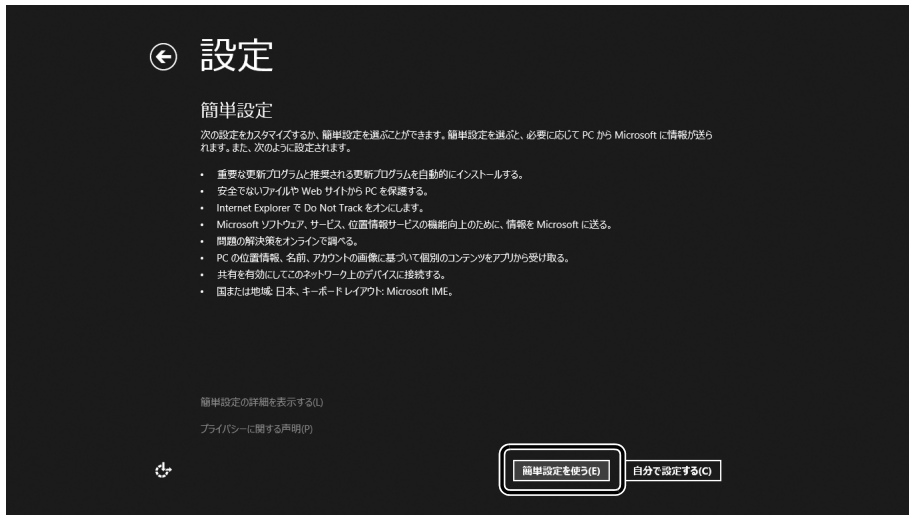 設定
簡単設定
次の設定をカスタマイズするか、簡単設定を選ぶことができます。簡単設定を選ぶと、必要に応じて PC から Microsoft に情報が送ら
れます。また、次のように設定されます。
• 重要な更新プログラムと推奨される更新プログラムを自動的にインストールする。
• 安全でないファイルや Web サイトから PC を保護する。
• Internet Explorer で Do Not Track をオンにします。
• Microsoft ソフトウェア、サービス、位置情報サービスの機能向上のために、情報を Microsoft に送る。
• 問題の解決策をオンラインで調べる。
• PC の位置情報、名前、アカウントの画像に基づいて個別のコンテンツをアプリから受け取る。
• 共有を有効にしてこのネットワーク上のデバイスに接続する。
• 国または地域: 日本、キーボード レイアウト: Microsoft IME。
簡単設定の詳細を表示する(L)
プライバシーに関する声明(P)
簡単設定を使う(E) 自分で設定する(C)